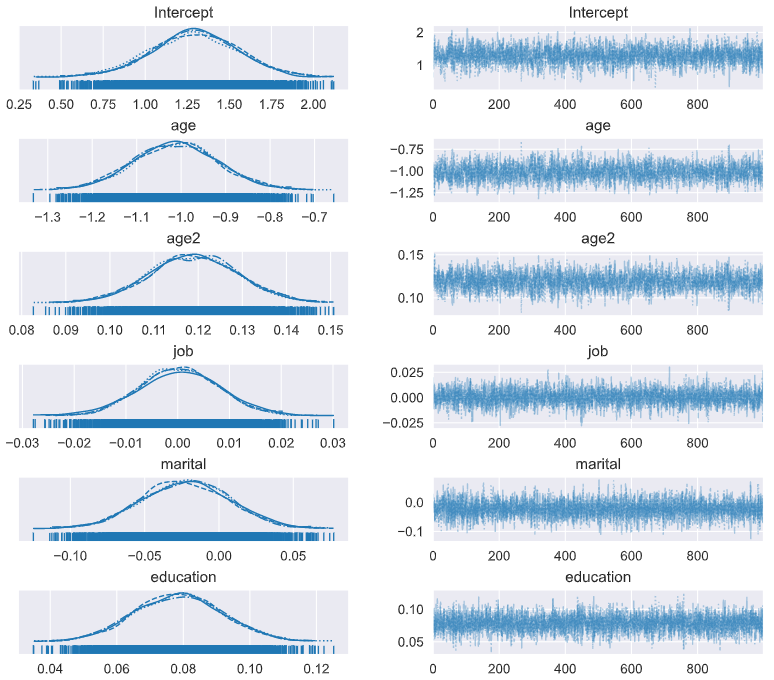 Intercept Intercept
2
1
0.25 0.50 0.75 1.00 1.25 1.50 1.75 2.00 0 200 400 600 800
age age
−0.75
−1.00
−1.25
−1.3 −1.2 −1.1 −1.0 −0.9 −0.8 −0.7 0 200 400 600 800
age2 age2
0.15
0.10
0.08 0.09 0.10 0.11 0.12 0.13 0.14 0.15 0 200 400 600 800
job job
0.025
0.000
−0.025
−0.03 −0.02 −0.01 0.00 0.01 0.02 0.03 0 200 400 600 800
marital marital
0.0
−0.1
−0.10 −0.05 0.00 0.05 0 200 400 600 800
education education
0.10
0.05
0.04 0.06 0.08 0.10 0.12 0 200 400 600 800